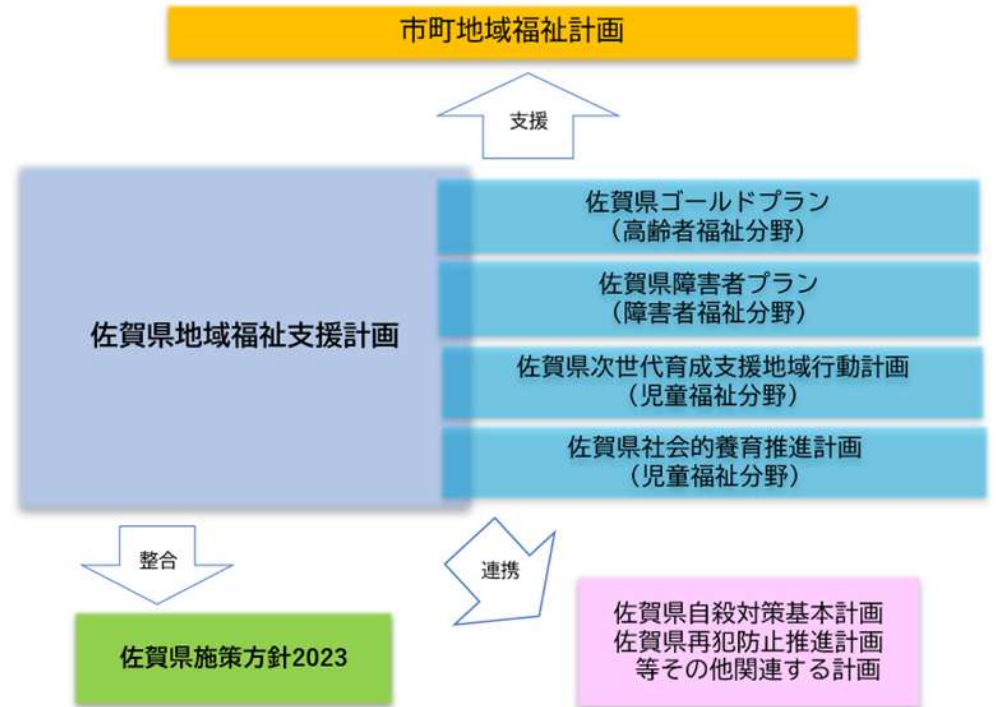 市町地域福祉計画
支援
佐賀県地域福祉支援計画
佐賀県ゴールドプラン
（高齢者福祉分野）
佐賀県障害者プラン
（障害者福祉分野）
佐賀県次世代育成支援地域行動計画
（児童福祉分野）
佐賀県社会的養育推進計画
（児童福祉分野）
整合
連携
佐賀県施策方針2023
佐賀県自殺対策基本計画
佐賀県再犯防止推進計画
等その他関連する計画